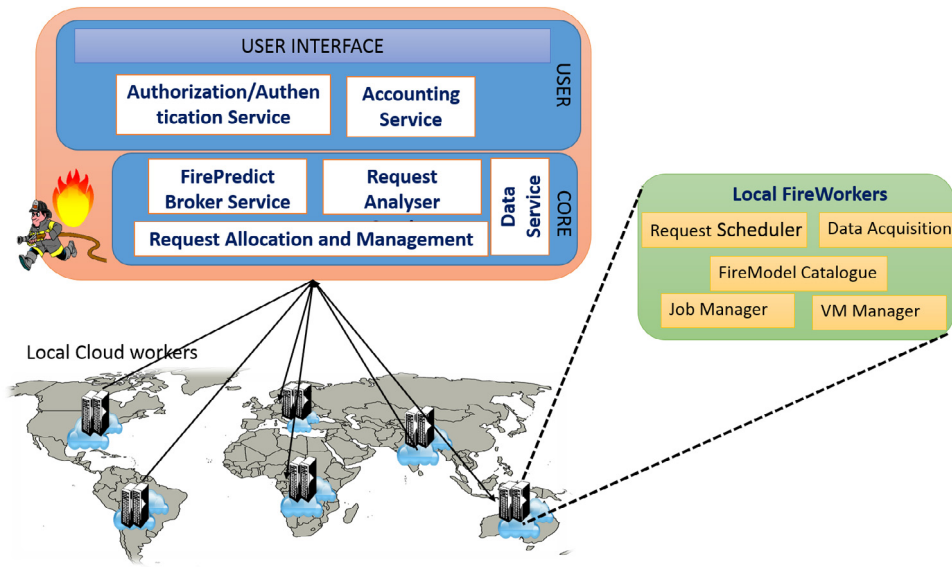 USER INTERFACE
Authorization/Authen
tication Service
Accounting
Service
USER
FirePredict
Broker Service
Request
Analyser
Data
Service
CORE
Request Allocation and Management
Local FireWorkers
Request Scheduler
Data Acquisition
FireModel Catalogue
Job Manager
VM Manager
Local Cloud workers